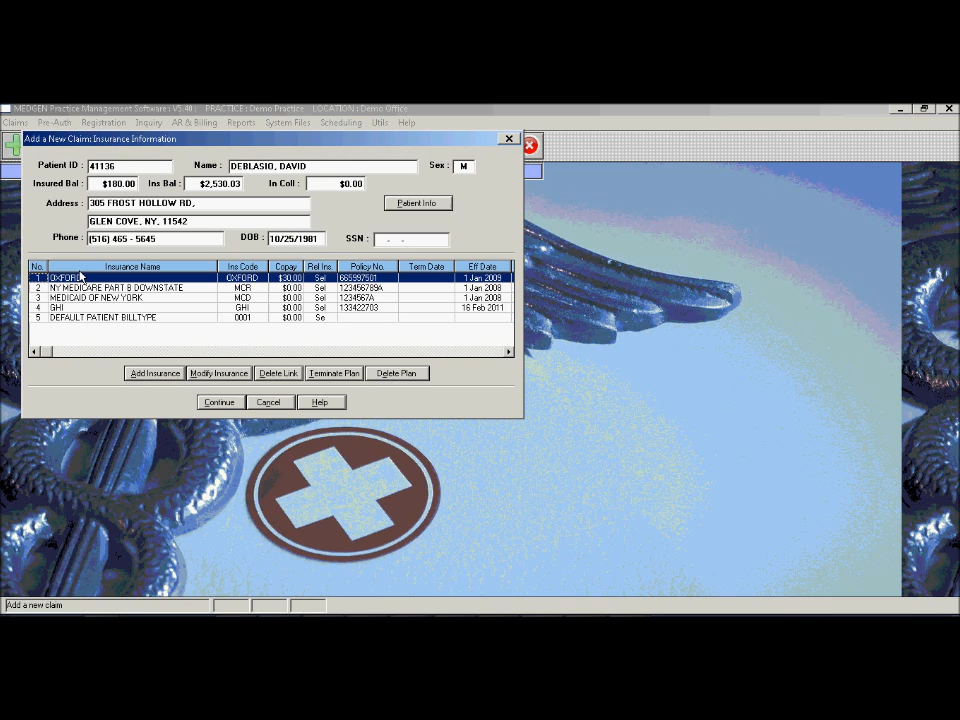 MEDGEN Practice Management Software : V5.40 : PRACTICE : Demo Practice LOCATION : Demo Office
Claims Pre-Auth Registration Inquiry AR & Billing Reports System Files Scheduling Utils Help
Add a New Claim: Insurance Information
Patient ID : 41136 Name : DEBLASIO, DAVID Sex : M
Insured Bal : $180.00 Ins Bal : $2,530.03 In Coll : $0.00
Address : 305 FROST HOLLOW RD, Patient Info
GLEN COVE, NY, 11542
Phone : (516) 465 - 5645 DOB : 10/25/1981 SSN : - -
No. Insurance Name Ins Code Copay Rel Ins. Policy No. Term Date Eff Date
1 OXFORD OXFORD $30.00 Sel 665997501 1 Jan 2009
2 NY MEDICARE PART B DOWNSTATE MCR $0.00 Sel 123456789A 1 Jan 2008
3 MEDICAID OF NEW YORK MCD $0.00 Sel 1234567A 1 Jan 2008
4 GHI GHI $0.00 Sel 133422703 16 Feb 2011
5 DEFAULT PATIENT BILLTYPE 0001 $0.00 Se
Add Insurance Modify Insurance Delete Link Terminate Plan Delete Plan
Continue Cancel Help
Add a new claim